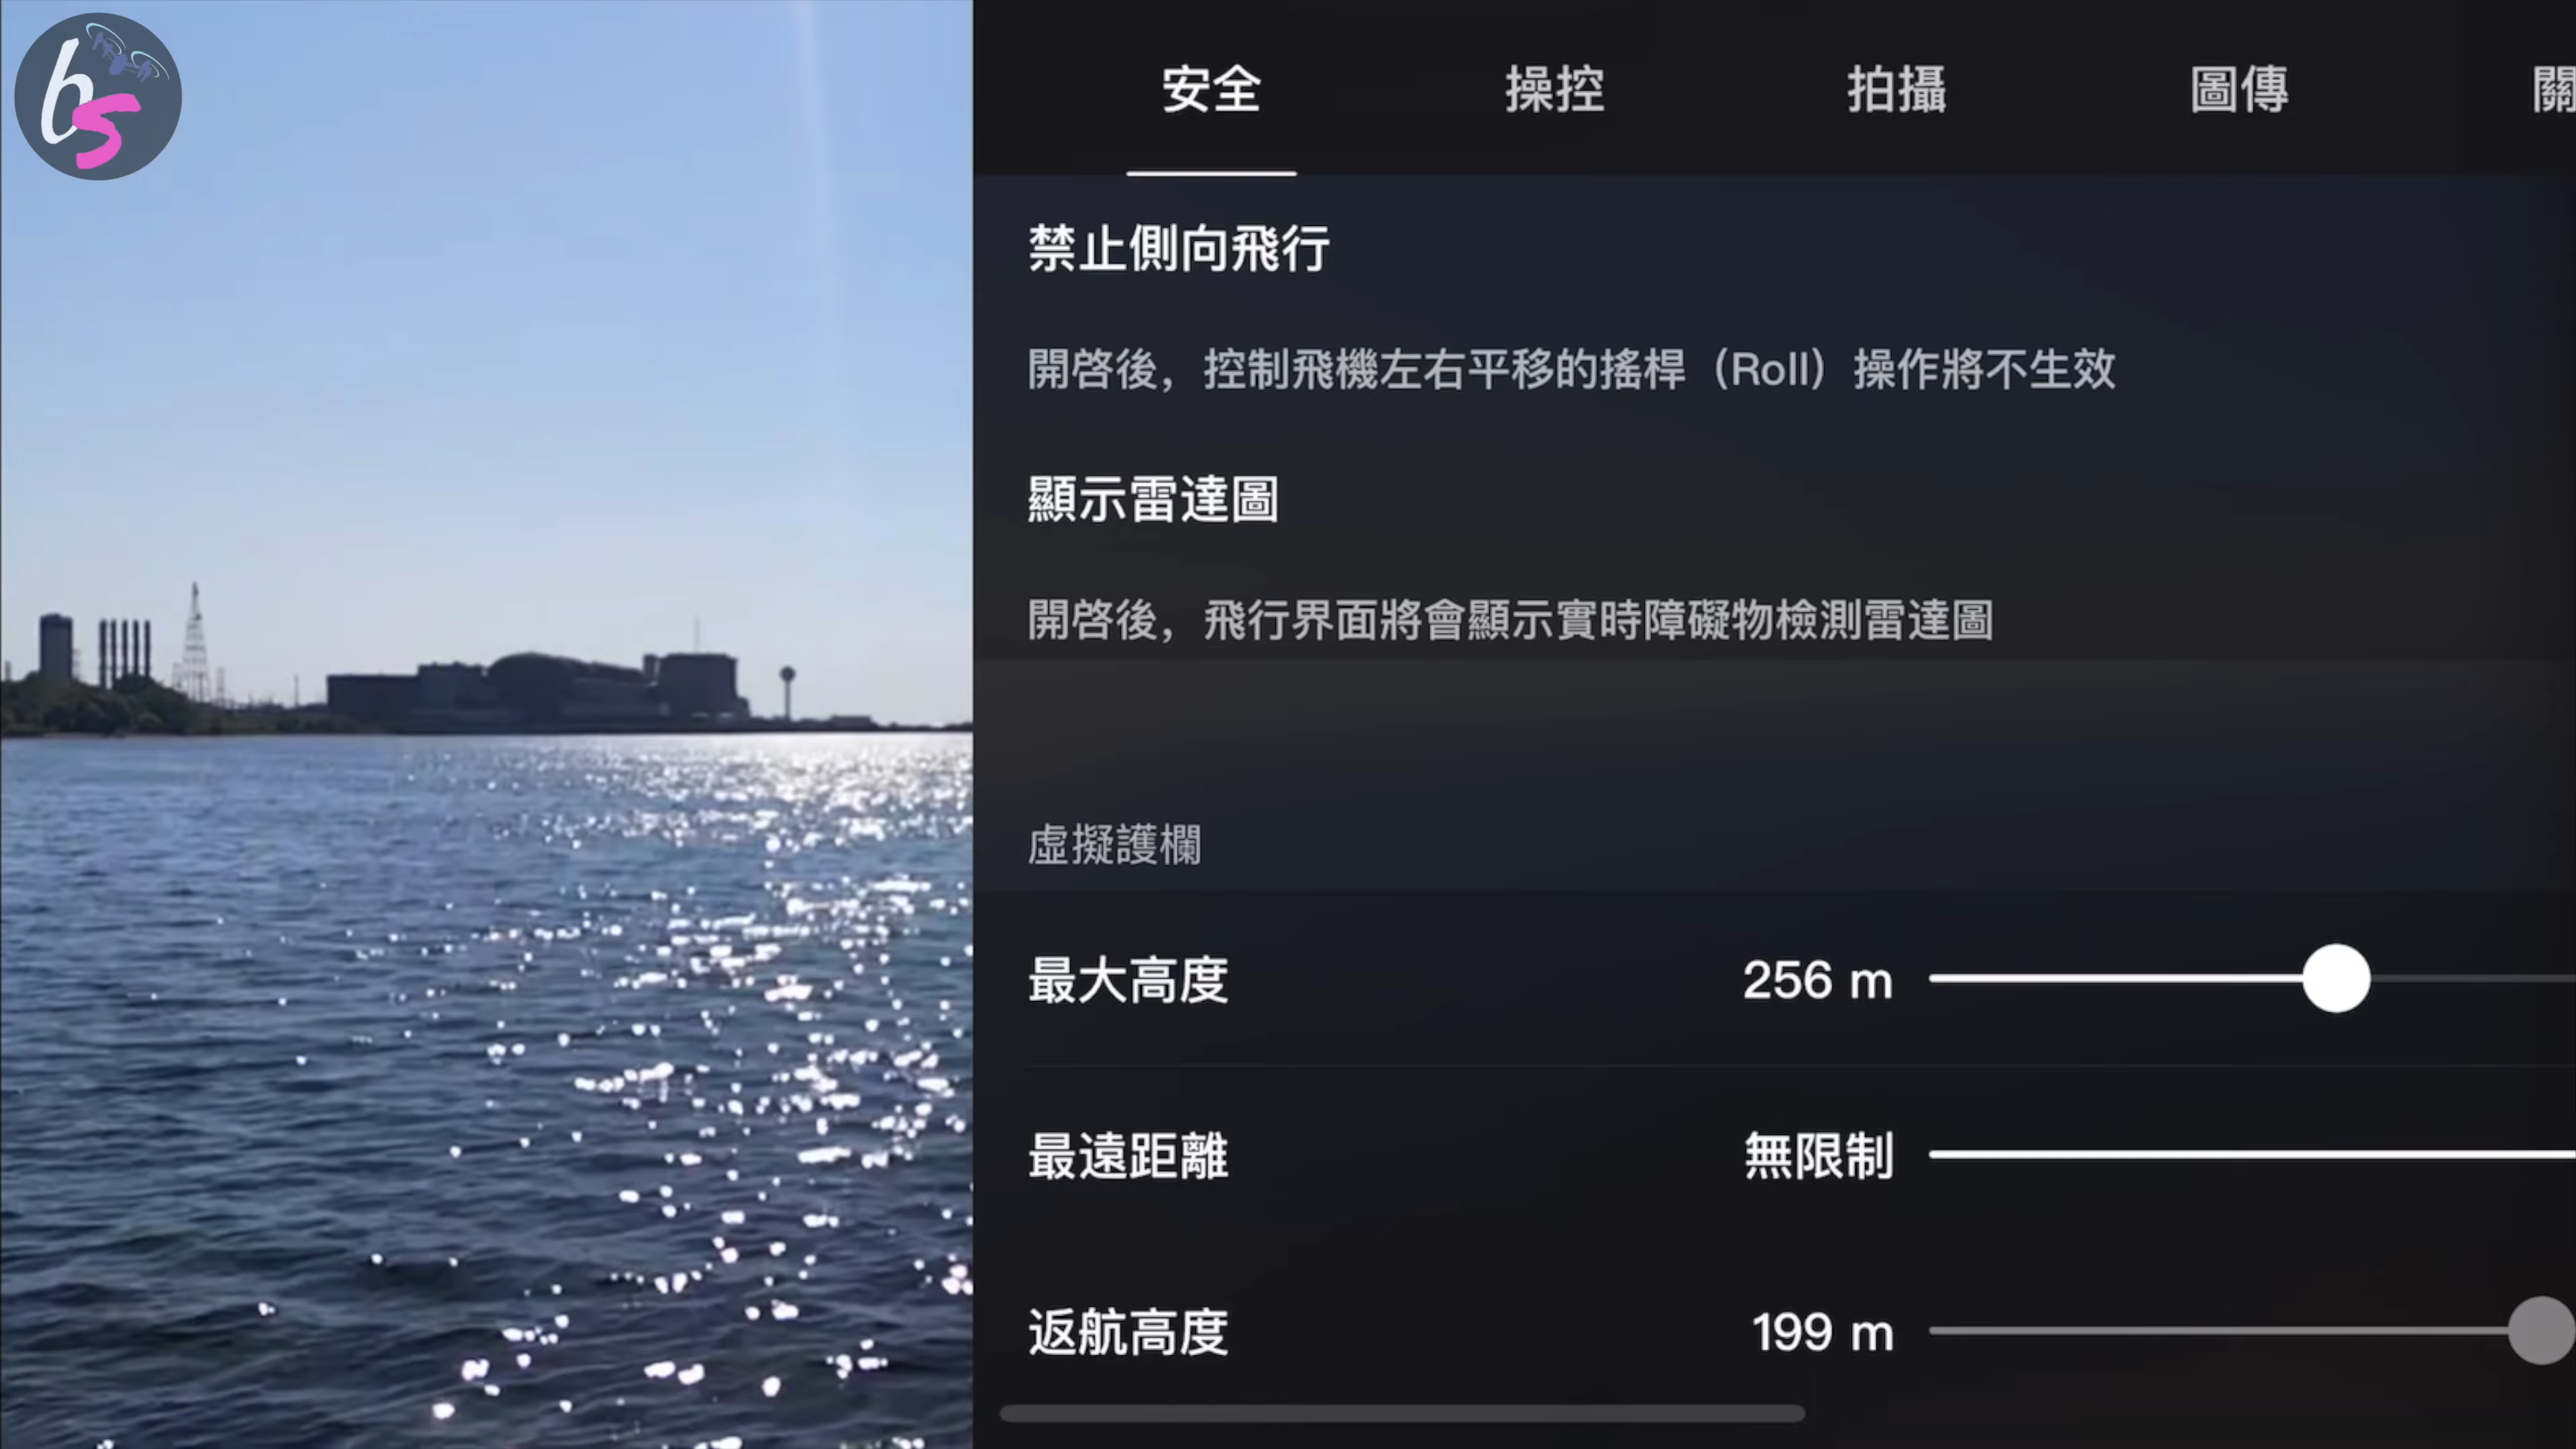 bs
安全 操控 拍攝 圖傳 關
禁止側向飛行
開啓後，控制飛機左右平移的搖桿（Roll）操作將不生效
顯示雷達圖
開啓後，飛行界面將會顯示實時障礙物檢測雷達圖
虛擬護欄
最大高度 256 m
最遠距離 無限制
返航高度 199 m